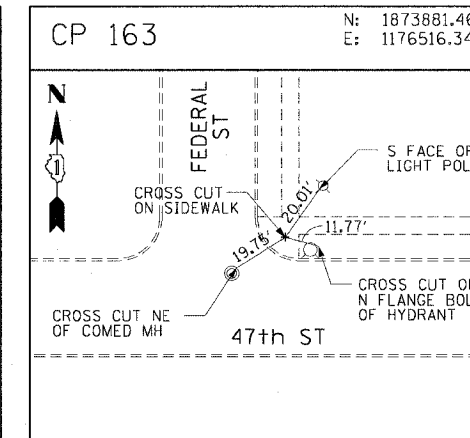 CP 163
N: 1873881.46
E: 1176516.34
N
FEDERAL
ST
S FACE OF
LIGHT POL
CROSS CUT
ON SIDEWALK
20.01'
11.77'
19.75'
CROSS CUT O
N FLANGE BOL
OF HYDRANT
CROSS CUT NE
OF COMED MH
47th ST